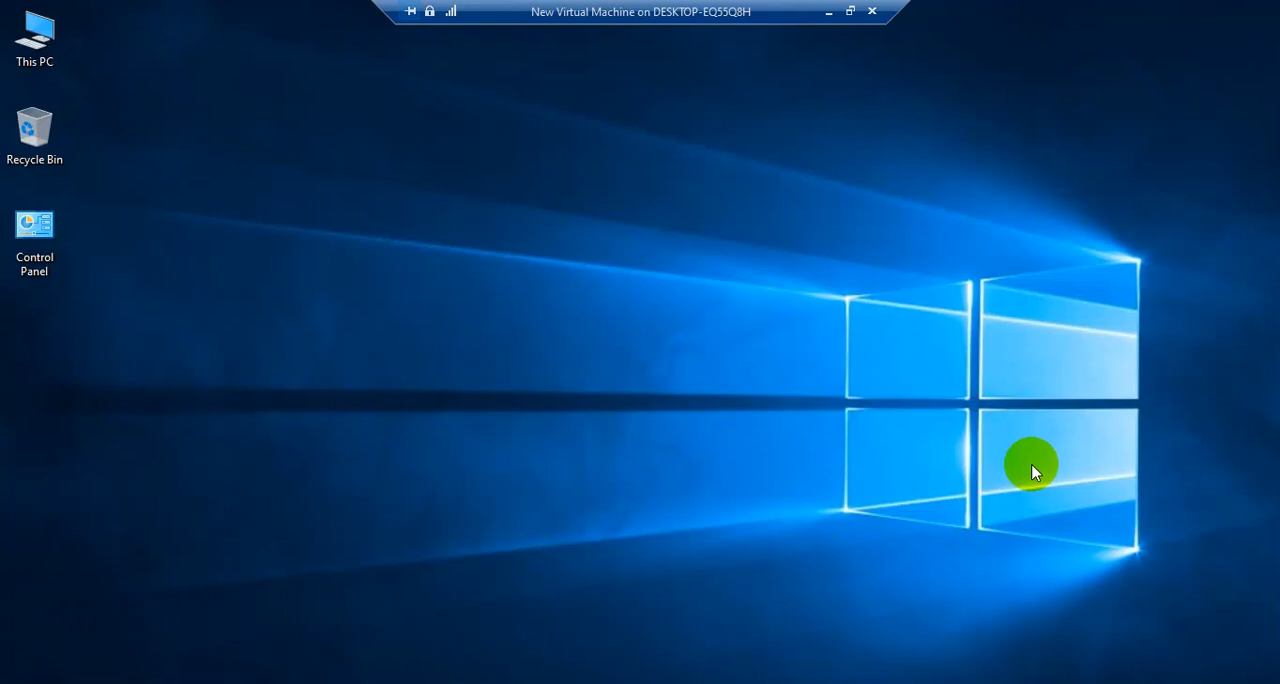 New Virtual Machine on DESKTOP-EQ55Q8H
This PC
Recycle Bin
Control
Panel